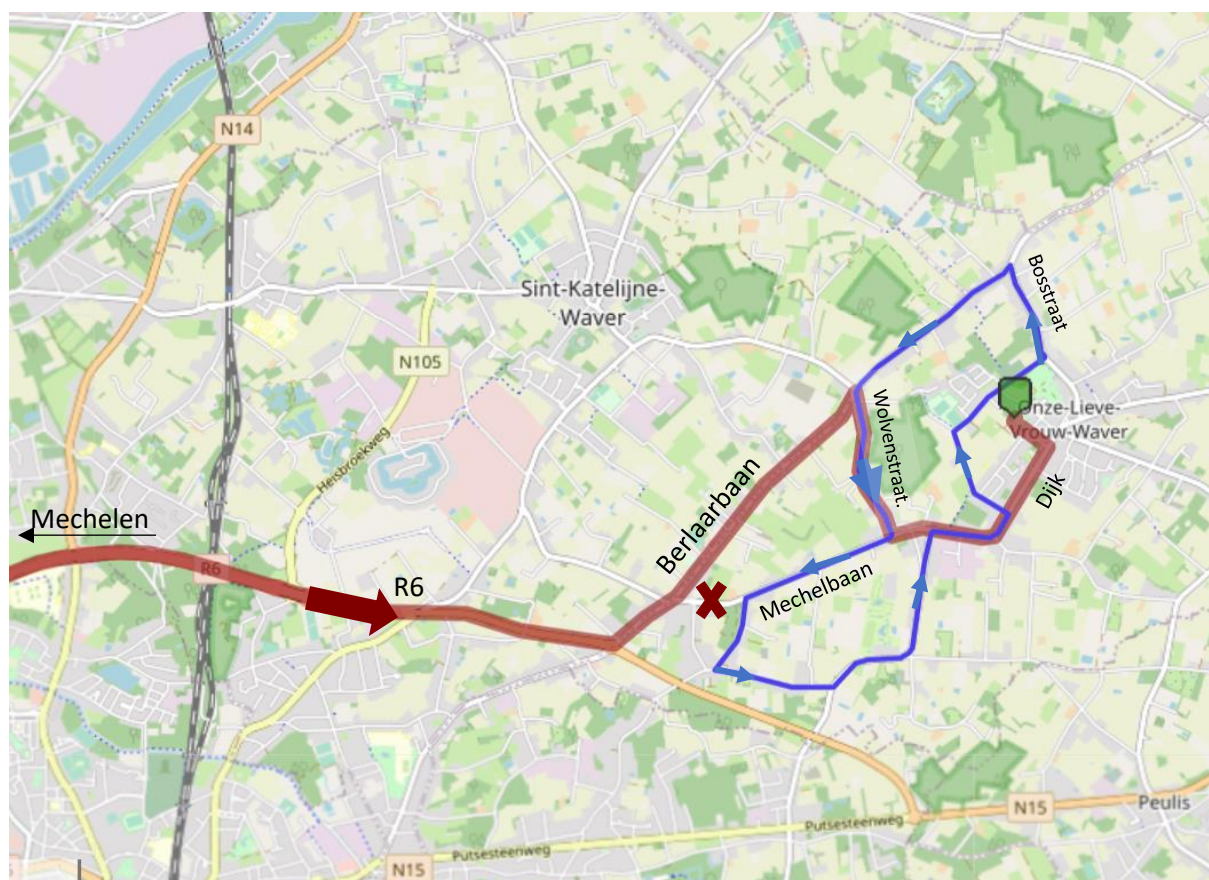 N14
Bosstraat
Sint-Katelijne-
Waver
N105
Wolvenstraat.
Onze-Lieve-
Vrouw-Waver
Heisbroekweg
Berlaarbaan
Dijk
Mechelen
R6
R6
Mechelbaan
N15
Peulis
Putsesteenweg
Putsesteenweg
N15